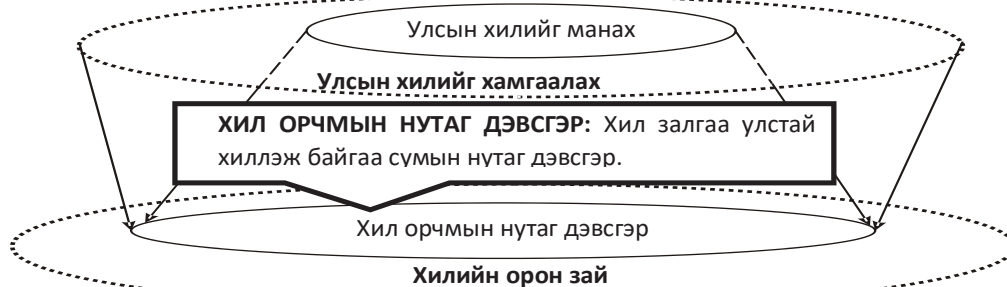 Улсын хилийг манах
Улсын хилийг хамгаалах
ХИЛ ОРЧМЫН НУТАГ ДЭВСГЭР: Хил залгаа улстай
хиллэж байгаа сумын нутаг дэвсгэр.
Хил орчмын нутаг дэвсгэр
Хилийн орон зай